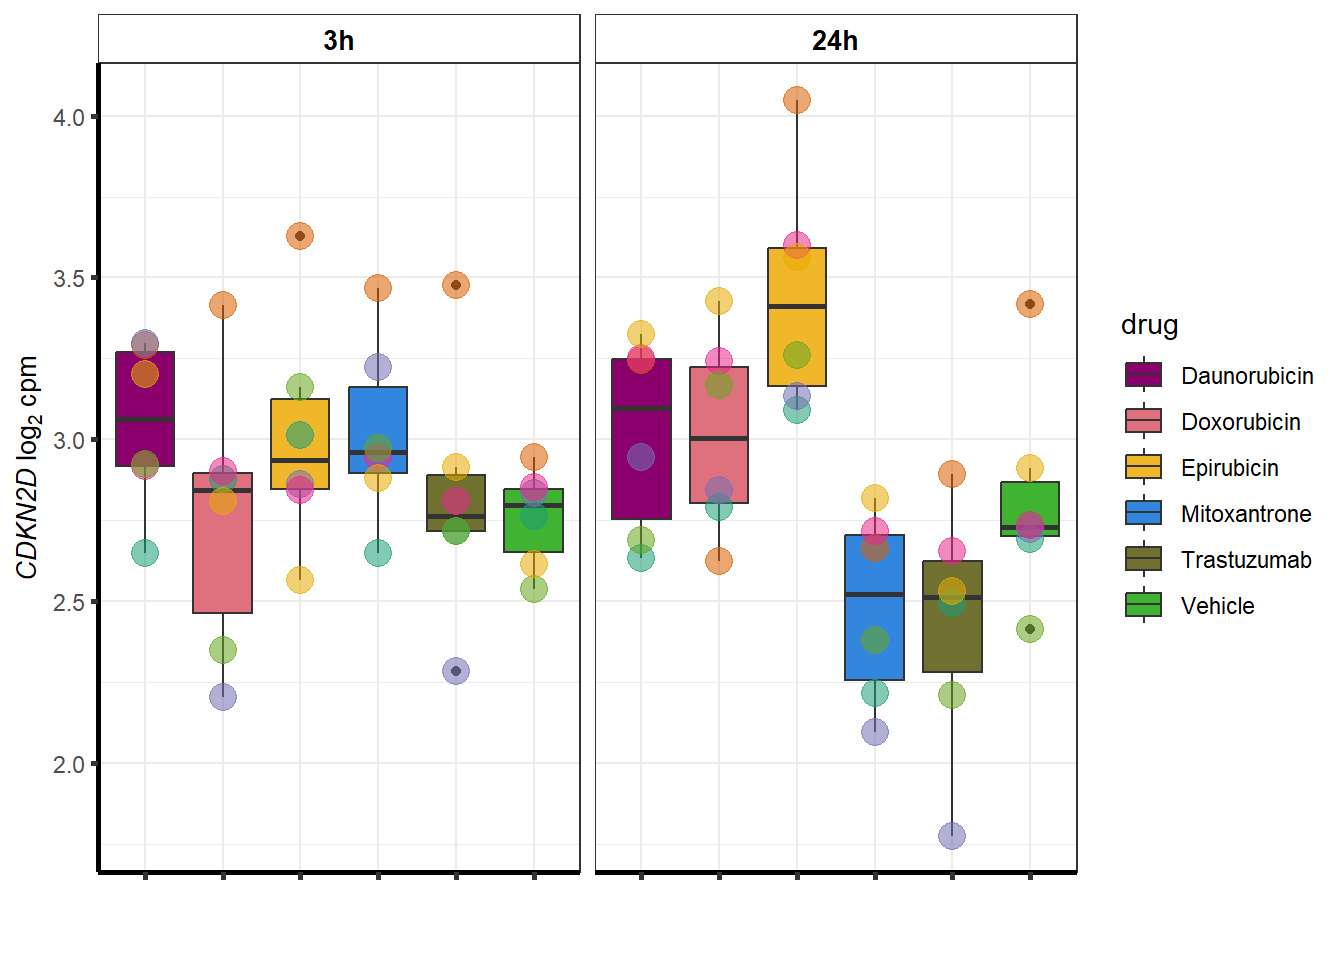 3h
24h
4.0
3.5
3.0
2.5
2.0
CDKN2D log₂ cpm
drug
Daunorubicin
Doxorubicin
Epirubicin
Mitoxantrone
Trastuzumab
Vehicle